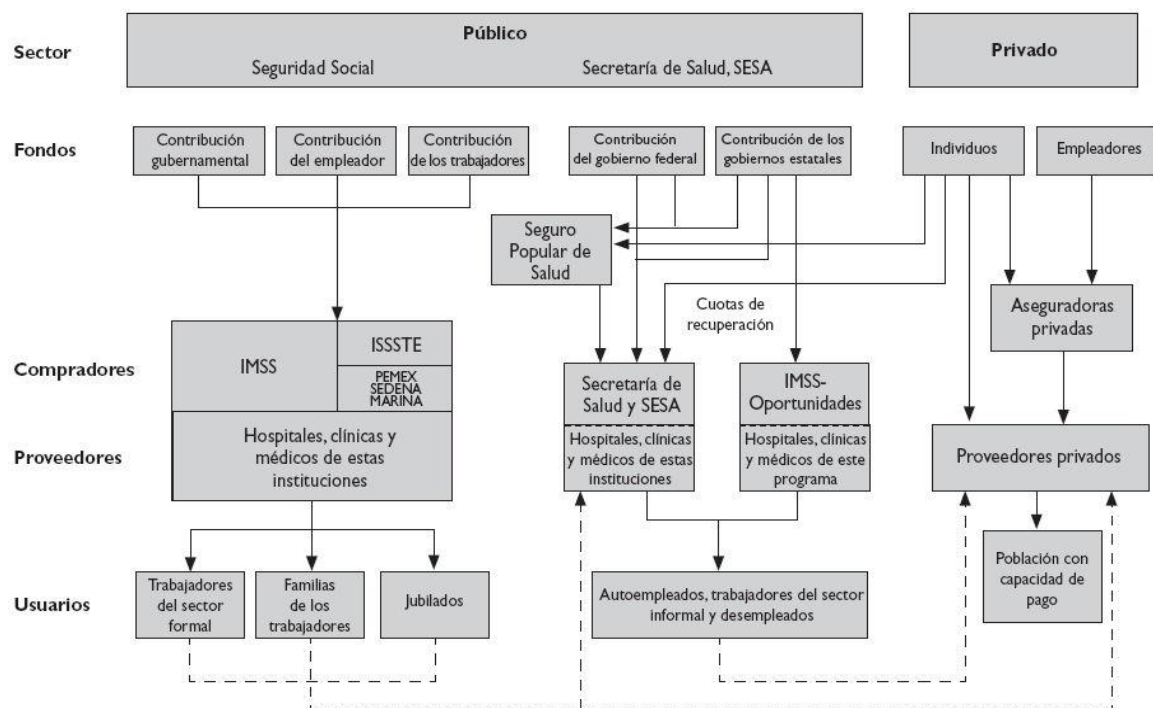 Sector
Público
Seguridad Social
Secretaría de Salud, SESA
Privado
Fondos
Contribución
gubernamental
Contribución
del empleador
Contribución
de los trabajadores
Contribución
del gobierno federal
Contribución de los
gobiernos estatales
Individuos
Empleadores
Seguro
Popular de
Salud
Cuotas de
recuperación
Aseguradoras
privadas
Compradores
IMSS
ISSSTE
PEMEX
SEDENA
MARINA
Secretaría de
Salud y SESA
IMSS-
Oportunidades
Proveedores
Hospitales, clínicas y
médicos de estas
instituciones
Hospitales, clínicas
y médicos de estas
instituciones
Hospitales, clínicas
y médicos de este
programa
Proveedores privados
Usuarios
Trabajadores
del sector
formal
Familias
de los
trabajadores
Jubilados
Autoempleados, trabajadores del sector
informal y desempleados
Población con
capacidad de
pago